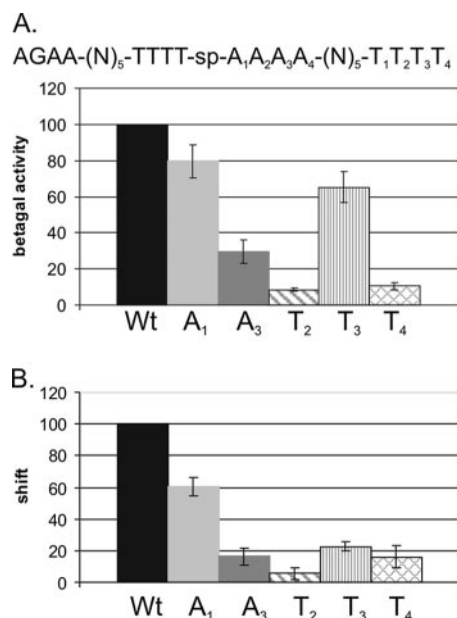 A.
AGAA-(N)₅-TTTT-sp-A₁A₂A₃A₄-(N)₅-T₁T₂T₃T₄
120
100
80
60
40
20
0
betagal activity
Wt A₁ A₃ T₂ T₃ T₄
B.
120
100
80
60
40
20
0
shift
Wt A₁ A₃ T₂ T₃ T₄